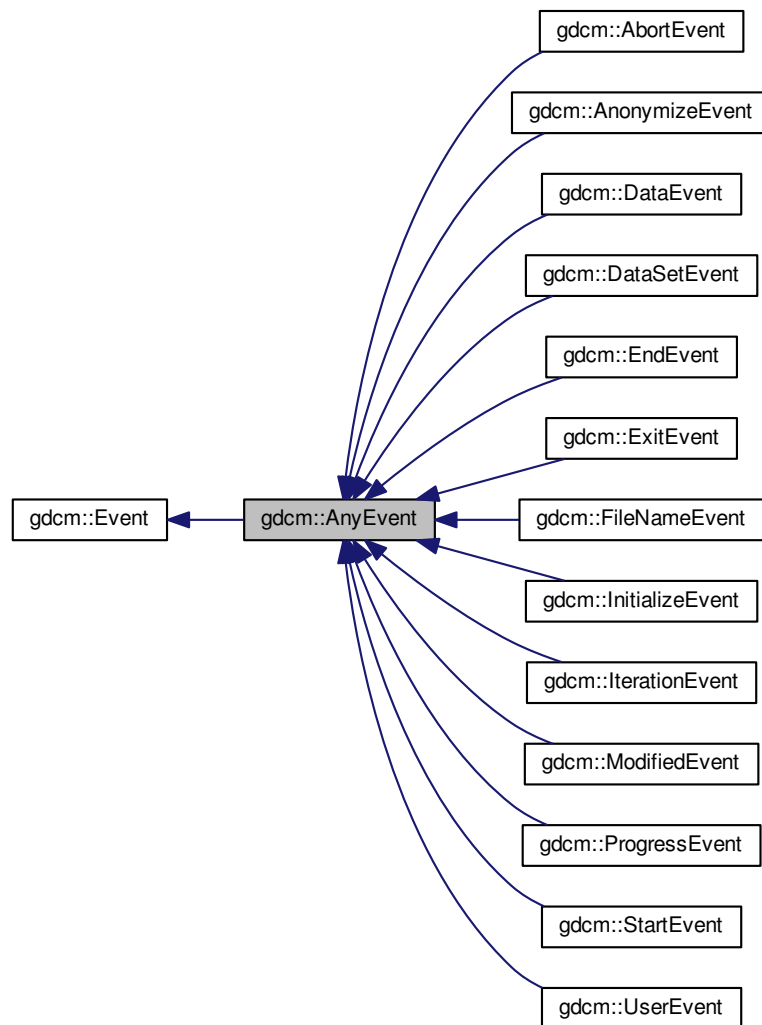 gdcm::AbortEvent
gdcm::AnonymizeEvent
gdcm::DataEvent
gdcm::DataSetEvent
gdcm::EndEvent
gdcm::ExitEvent
gdcm::Event
gdcm::AnyEvent
gdcm::FileNameEvent
gdcm::InitializeEvent
gdcm::IterationEvent
gdcm::ModifiedEvent
gdcm::ProgressEvent
gdcm::StartEvent
gdcm::UserEvent